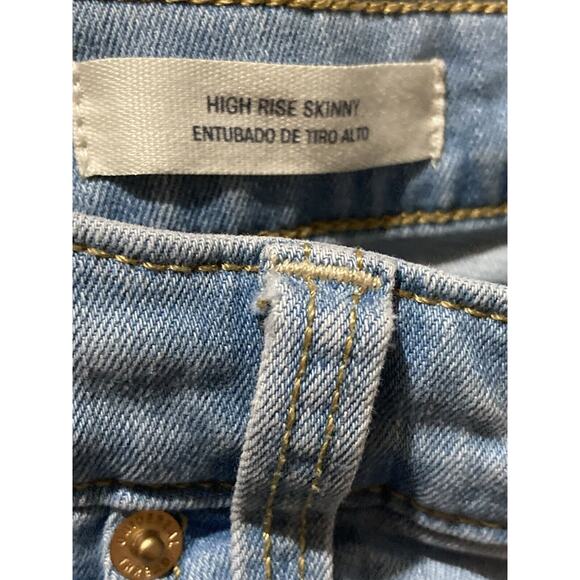 HIGH RISE SKINNY
ENTUBADO DE TIRO ALTO